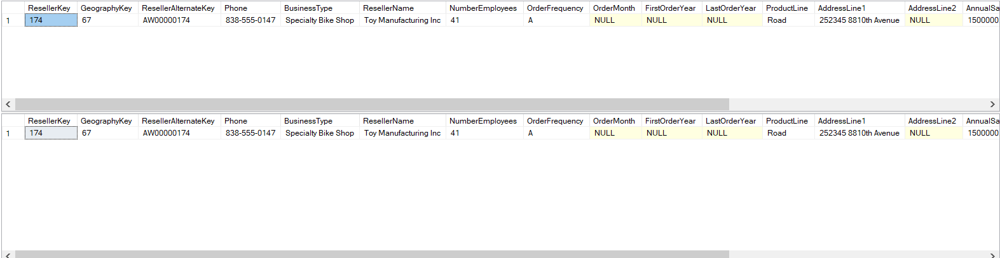 ResellerKey GeographyKey ResellerAlternateKey Phone BusinessType ResellerName NumberEmployees OrderFrequency OrderMonth FirstOrderYear LastOrderYear ProductLine AddressLine1 AddressLine2 AnnualSa
1 174 67 AW00000174 838-555-0147 Specialty Bike Shop Toy Manufacturing Inc 41 A NULL NULL NULL Road 252345 8810th Avenue NULL 1500000
ResellerKey GeographyKey ResellerAlternateKey Phone BusinessType ResellerName NumberEmployees OrderFrequency OrderMonth FirstOrderYear LastOrderYear ProductLine AddressLine1 AddressLine2 AnnualSa
1 174 67 AW00000174 838-555-0147 Specialty Bike Shop Toy Manufacturing Inc 41 A NULL NULL NULL Road 252345 8810th Avenue NULL 1500000